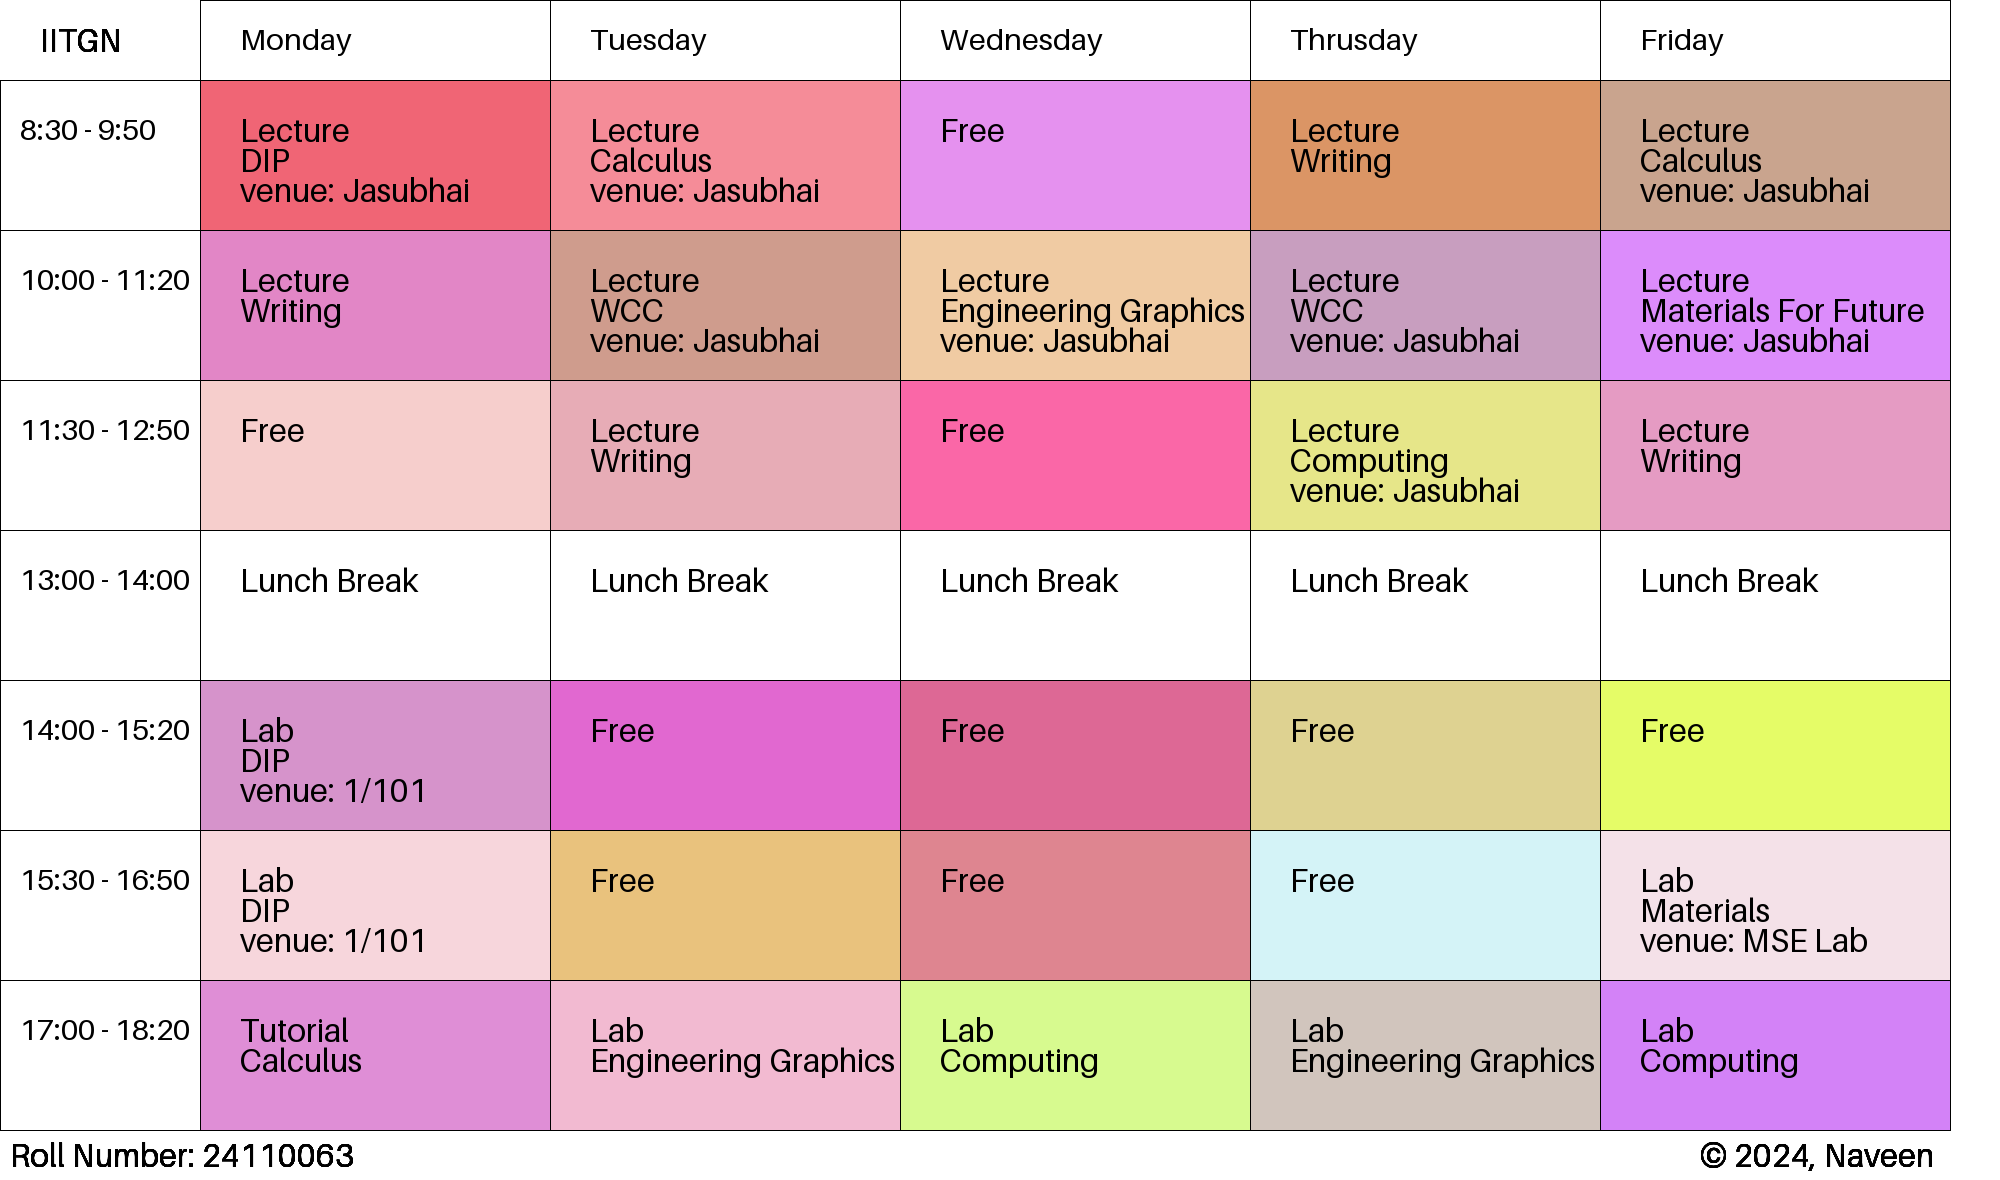 IITGN
Monday
Tuesday
Wednesday
Thrusday
Friday
8:30 - 9:50
Lecture
DIP
venue: Jasubhai
Lecture
Calculus
venue: Jasubhai
Free
Lecture
Writing
Lecture
Calculus
venue: Jasubhai
10:00 - 11:20
Lecture
Writing
Lecture
WCC
venue: Jasubhai
Lecture
Engineering Graphics
venue: Jasubhai
Lecture
WCC
venue: Jasubhai
Lecture
Materials For Future
venue: Jasubhai
11:30 - 12:50
Free
Lecture
Writing
Free
Lecture
Computing
venue: Jasubhai
Lecture
Writing
13:00 - 14:00
Lunch Break
Lunch Break
Lunch Break
Lunch Break
Lunch Break
14:00 - 15:20
Lab
DIP
venue: 1/101
Free
Free
Free
Free
15:30 - 16:50
Lab
DIP
venue: 1/101
Free
Free
Free
Lab
Materials
venue: MSE Lab
17:00 - 18:20
Tutorial
Calculus
Lab
Engineering Graphics
Lab
Computing
Lab
Engineering Graphics
Lab
Computing
Roll Number: 24110063
© 2024, Naveen